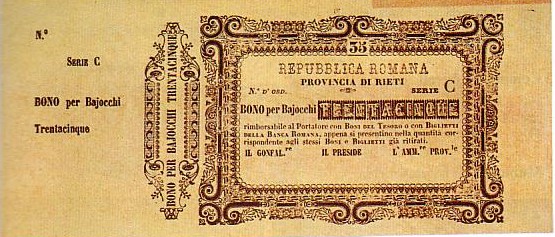 N.º
SERIE C
BONO per Bajocchi
Trentacinque
BONO PER BAJOCCHI TRENTACINQUE
35
REPUBBLICA ROMANA
PROVINCIA DI RIETI
N.º D' ORD. SERIE C
BONO per Bajocchi TRENTACINQUE
rimborsabile al Portatore con BONI DEL TESORO o con BIGLIETTI
DELLA BANCA ROMANA, appena si presentino nella quantità cor-
rispondente agli stessi BONI e BIGLIETTI già ritirati.
IL GONFAL.re IL PRESIDE L' AMM.re PROV.le